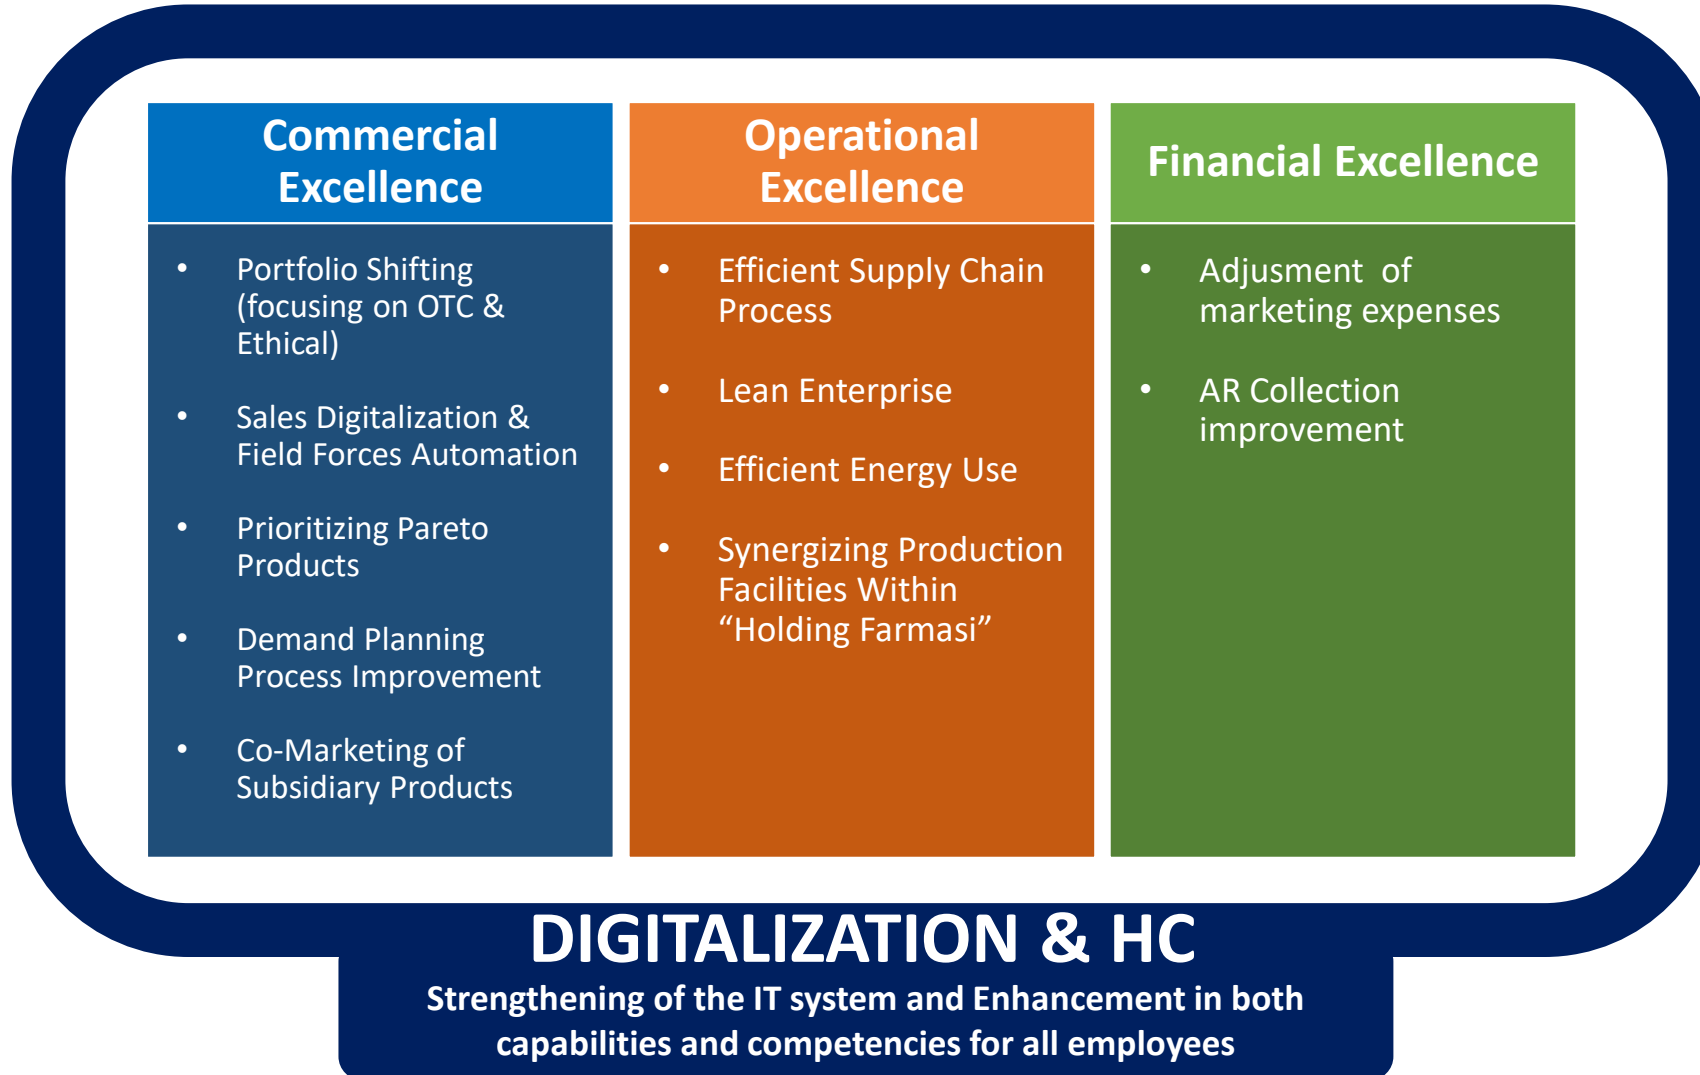 Commercial
Excellence
• Portfolio Shifting
(focusing on OTC &
Ethical)
• Sales Digitalization &
Field Forces Automation
• Prioritizing Pareto
Products
• Demand Planning
Process Improvement
• Co-Marketing of
Subsidiary Products
Operational
Excellence
• Efficient Supply Chain
Process
• Lean Enterprise
• Efficient Energy Use
• Synergizing Production
Facilities Within
“Holding Farmasi”
Financial Excellence
• Adjusment of
marketing expenses
• AR Collection
improvement
DIGITALIZATION & HC
Strengthening of the IT system and Enhancement in both
capabilities and competencies for all employees